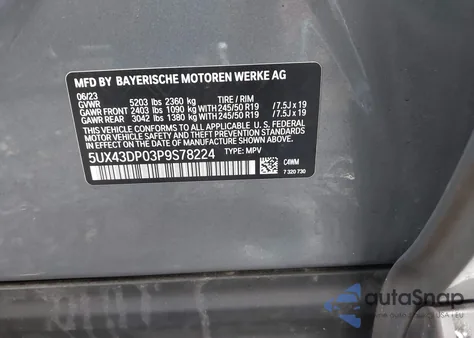 MFD BY BAYERISCHE MOTOREN WERKE AG
06/23 TIRE / RIM
GVWR 5203 lbs 2360 kg
GAWR FRONT 2403 lbs 1090 kg WITH 245/50 R19 / 7.5J x 19
GAWR REAR 3042 lbs 1380 kg WITH 245/50 R19 / 7.5J x 19
THIS VEHICLE CONFORMS TO ALL APPLICABLE U.S. FEDERAL
MOTOR VEHICLE SAFETY STANDARDS IN EFFECT ON THE
DATE OF MANUFACTURE SHOWN ABOVE.
5UX43DP03P9S78224 TYPE: MPV
C4WM
7 320 730
autoSnap